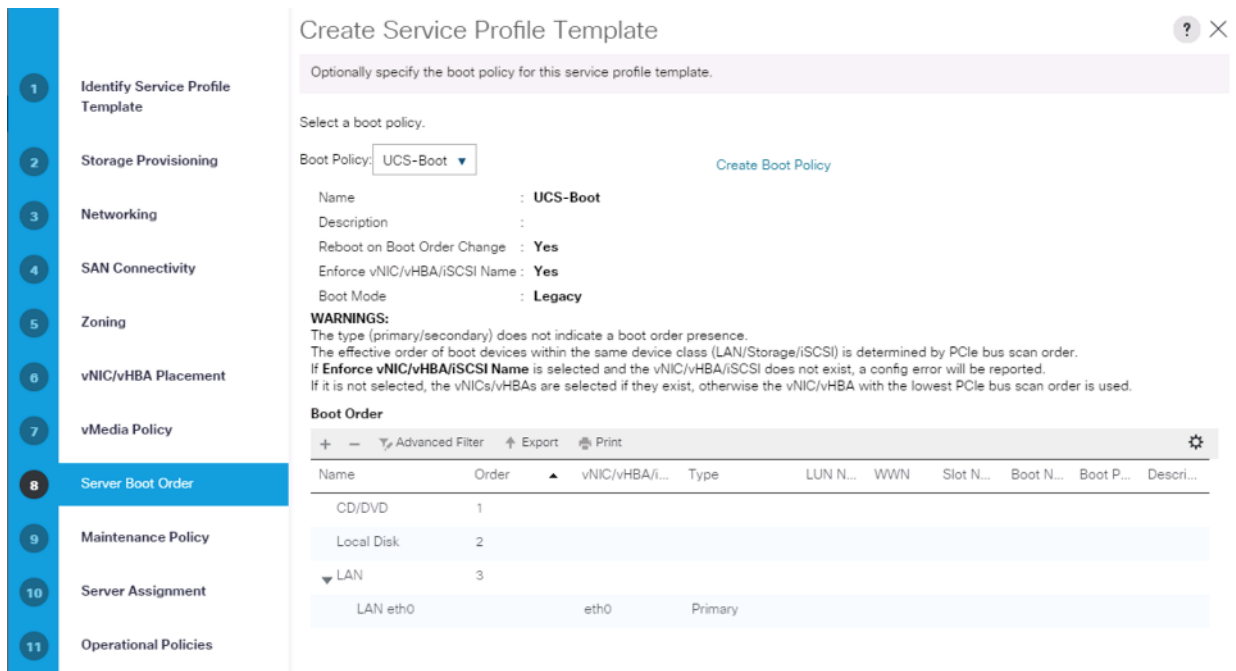 Create Service Profile Template
?
Optionally specify the boot policy for this service profile template.
1 Identify Service Profile
Template
2 Storage Provisioning
3 Networking
4 SAN Connectivity
5 Zoning
6 vNIC/vHBA Placement
7 vMedia Policy
8 Server Boot Order
9 Maintenance Policy
10 Server Assignment
11 Operational Policies
Select a boot policy.
Boot Policy: UCS-Boot ▼ Create Boot Policy
Name : UCS-Boot
Description :
Reboot on Boot Order Change : Yes
Enforce vNIC/vHBA/iSCSI Name : Yes
Boot Mode : Legacy
WARNINGS:
The type (primary/secondary) does not indicate a boot order presence.
The effective order of boot devices within the same device class (LAN/Storage/iSCSI) is determined by PCIe bus scan order.
If Enforce vNIC/vHBA/iSCSI Name is selected and the vNIC/vHBA/iSCSI does not exist, a config error will be reported.
If it is not selected, the vNICs/vHBAs are selected if they exist, otherwise the vNIC/vHBA with the lowest PCIe bus scan order is used.
Boot Order
+ − Advanced Filter Export Print
Name Order ▲ vNIC/vHBA/i... Type LUN N... WWN Slot N... Boot N... Boot P... Descri...
CD/DVD 1
Local Disk 2
LAN 3
LAN eth0 eth0 Primary